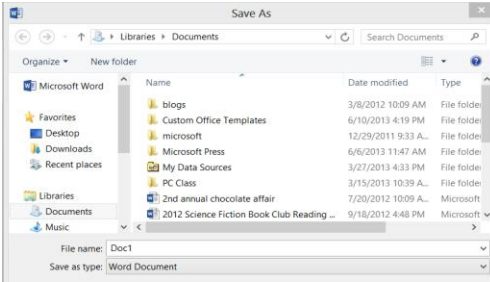 Save As
Libraries Documents Search Documents
Organize New folder
Microsoft Word
Favorites
Desktop
Downloads
Recent places
Libraries
Documents
Music
Name Date modified Type
blogs 3/8/2012 10:09 AM File folder
Custom Office Templates 6/10/2013 4:19 PM File folder
microsoft 12/29/2011 9:33 A... File folder
Microsoft Press 6/6/2013 11:47 AM File folder
My Data Sources 3/27/2013 4:33 PM File folder
PC Class 3/15/2013 10:39 A... File folder
2nd annual chocolate affair 7/20/2012 10:09 A... Microsoft
2012 Science Fiction Book Club Reading ... 9/18/2012 4:48 PM Microsoft
File name: Doc1
Save as type: Word Document